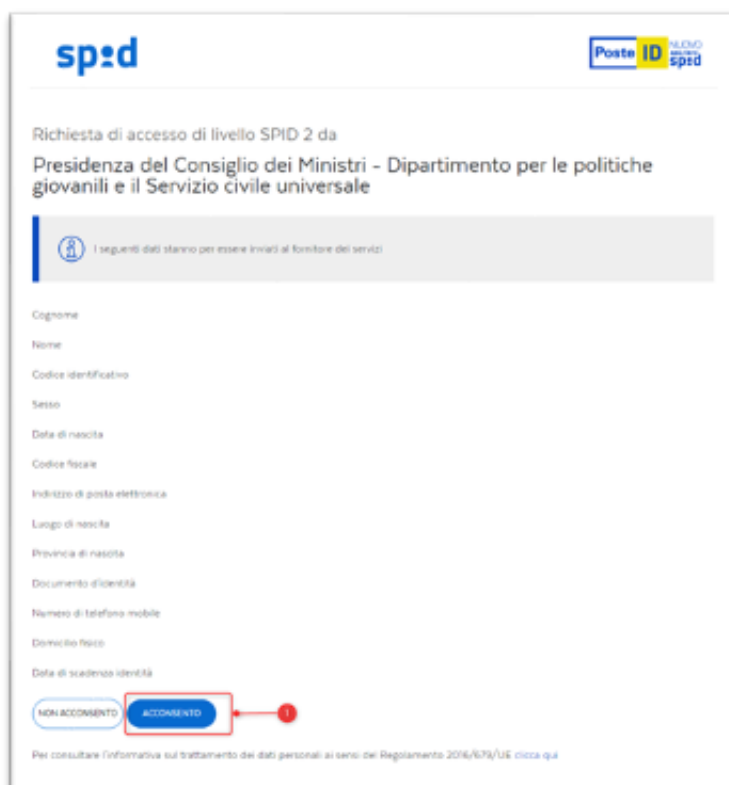 spid
Poste ID NUOVO
spid
Richiesta di accesso di livello SPID 2 da
Presidenza del Consiglio dei Ministri - Dipartimento per le politiche
giovanili e il Servizio civile universale
I seguenti dati stanno per essere inviati al fornitore dei servizi
Cognome
Nome
Codice identificativo
Sesso
Data di nascita
Codice fiscale
Indirizzo di posta elettronica
Luogo di nascita
Provincia di nascita
Documento d'identità
Numero di telefono mobile
Domicilio fisico
Data di scadenza identità
NON ACCONSENTO ACCONSENTO 1
Per consultare l'informativa sul trattamento dei dati personali ai sensi del Regolamento 2016/679/UE clicca qui